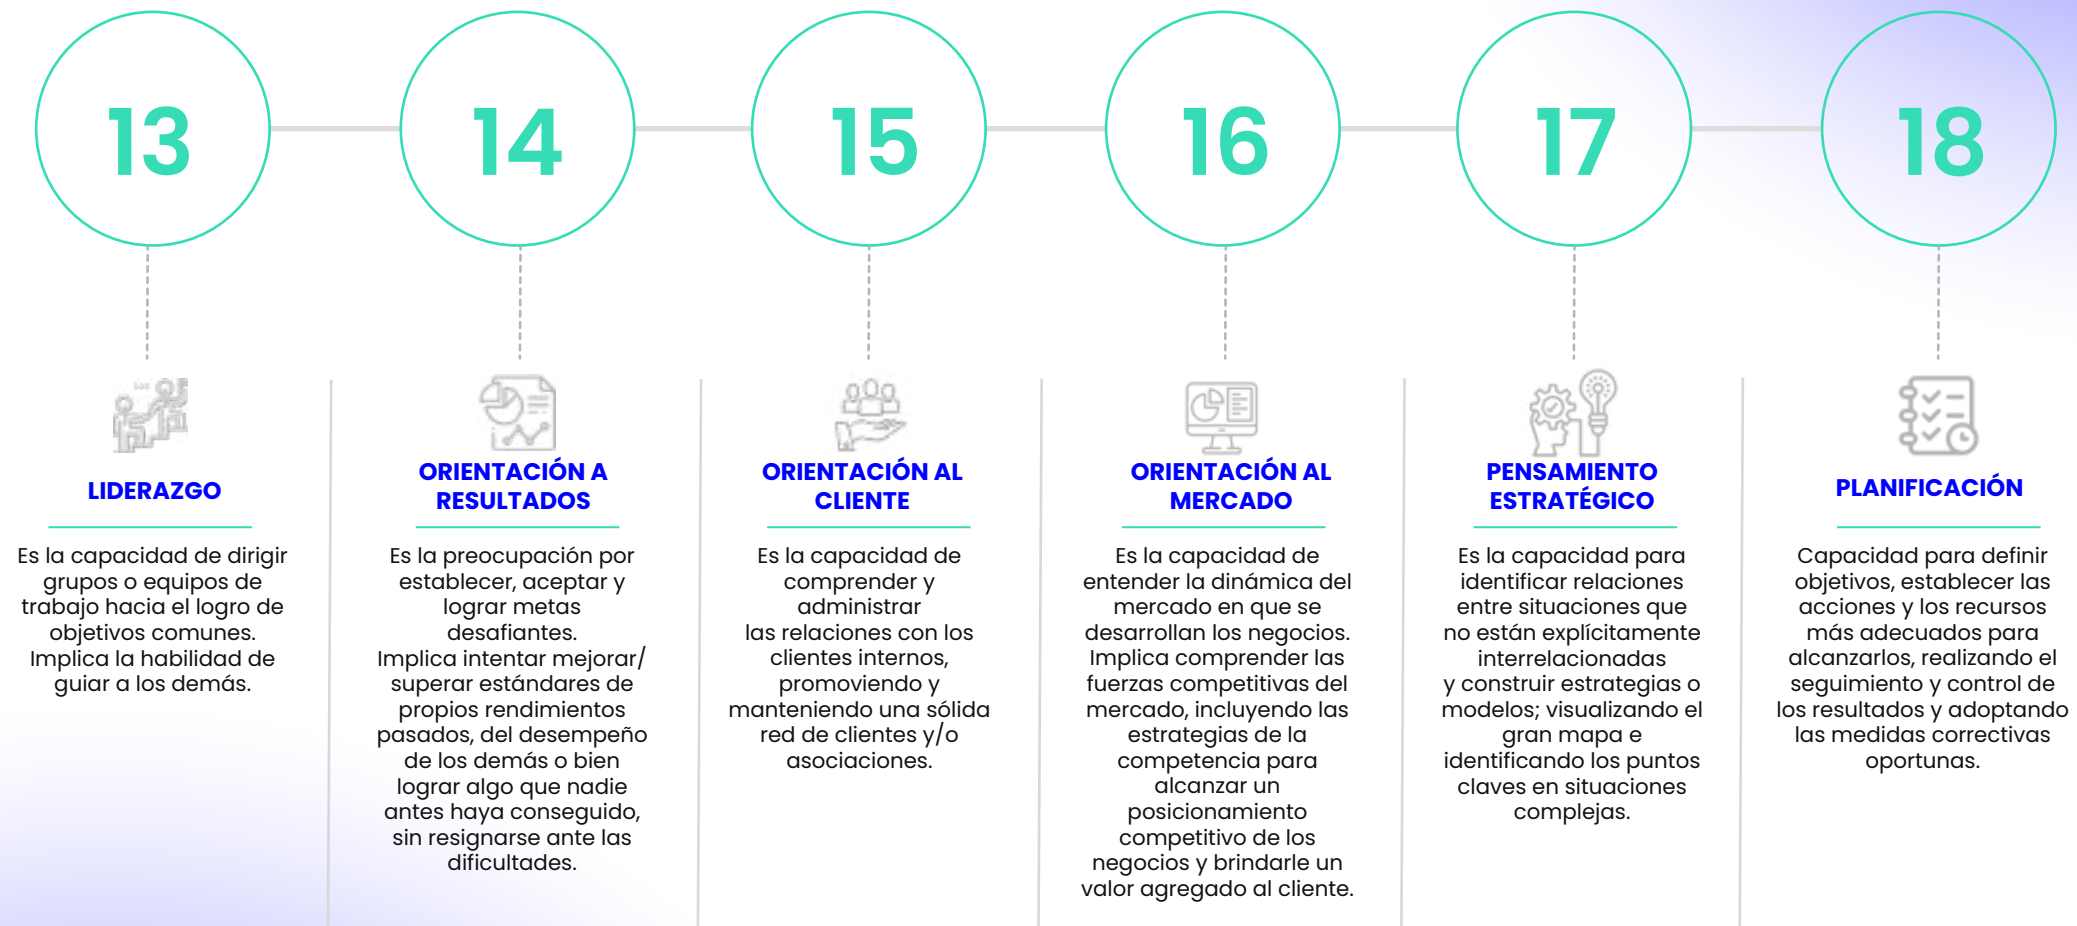 13
14
15
16
17
18
LIDERAZGO
Es la capacidad de dirigir
grupos o equipos de
trabajo hacia el logro de
objetivos comunes.
Implica la habilidad de
guiar a los demás.
ORIENTACIÓN A
RESULTADOS
Es la preocupación por
establecer, aceptar y
lograr metas
desafiantes.
Implica intentar mejorar/
superar estándares de
propios rendimientos
pasados, del desempeño
de los demás o bien
lograr algo que nadie
antes haya conseguido,
sin resignarse ante las
dificultades.
ORIENTACIÓN AL
CLIENTE
Es la capacidad de
comprender y
administrar
las relaciones con los
clientes internos,
promoviendo y
manteniendo una sólida
red de clientes y/o
asociaciones.
ORIENTACIÓN AL
MERCADO
Es la capacidad de
entender la dinámica del
mercado en que se
desarrollan los negocios.
Implica comprender las
fuerzas competitivas del
mercado, incluyendo las
estrategias de la
competencia para
alcanzar un
posicionamiento
competitivo de los
negocios y brindarle un
valor agregado al cliente.
PENSAMIENTO
ESTRATÉGICO
Es la capacidad para
identificar relaciones
entre situaciones que
no están explícitamente
interrelacionadas
y construir estrategias o
modelos; visualizando el
gran mapa e
identificando los puntos
claves en situaciones
complejas.
PLANIFICACIÓN
Capacidad para definir
objetivos, establecer las
acciones y los recursos
más adecuados para
alcanzarlos, realizando el
seguimiento y control de
los resultados y adoptando
las medidas correctivas
oportunas.